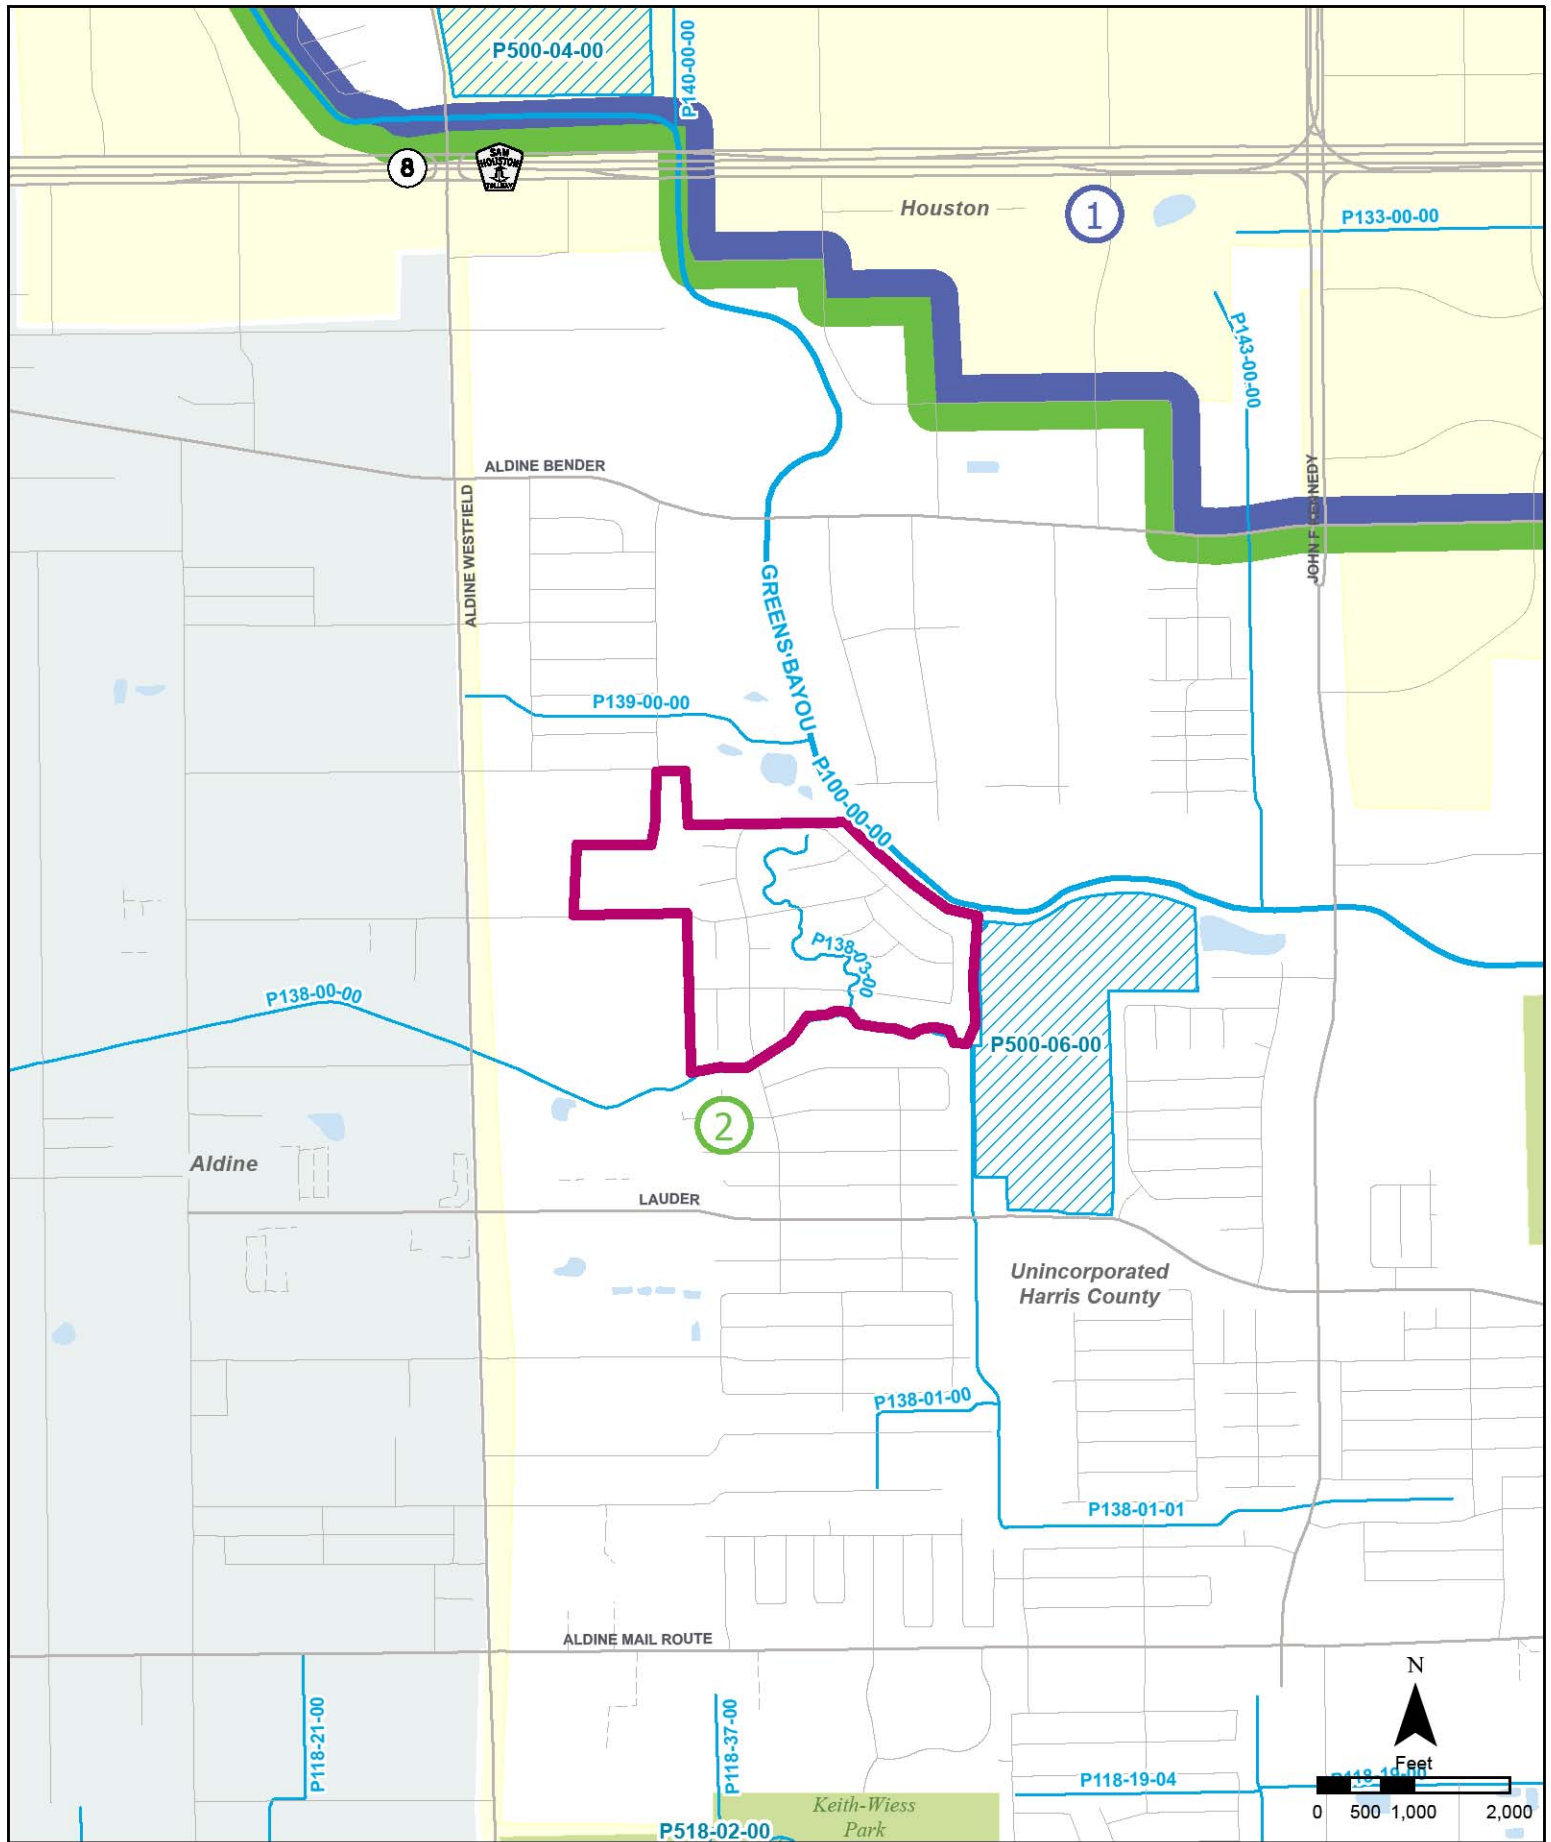 P500-04-00
P140-00-00
8
SAM
HOUSTON
TOLLWAY
Houston
1
P133-00-00
P143-00-00
ALDINE BENDER
ALDINE WESTFIELD
JOHN F KENNEDY
GREENS BAYOU
P139-00-00
P100-00-00
P138-03-00
P138-00-00
P500-06-00
2
Aldine
LAUDER
Unincorporated
Harris County
P138-01-00
P138-01-01
ALDINE MAIL ROUTE
N
P118-21-00
P118-37-00
Feet
P118-19-04
P118-19-00
0 500 1,000 2,000
Keith-Wiess
Park
P518-02-00